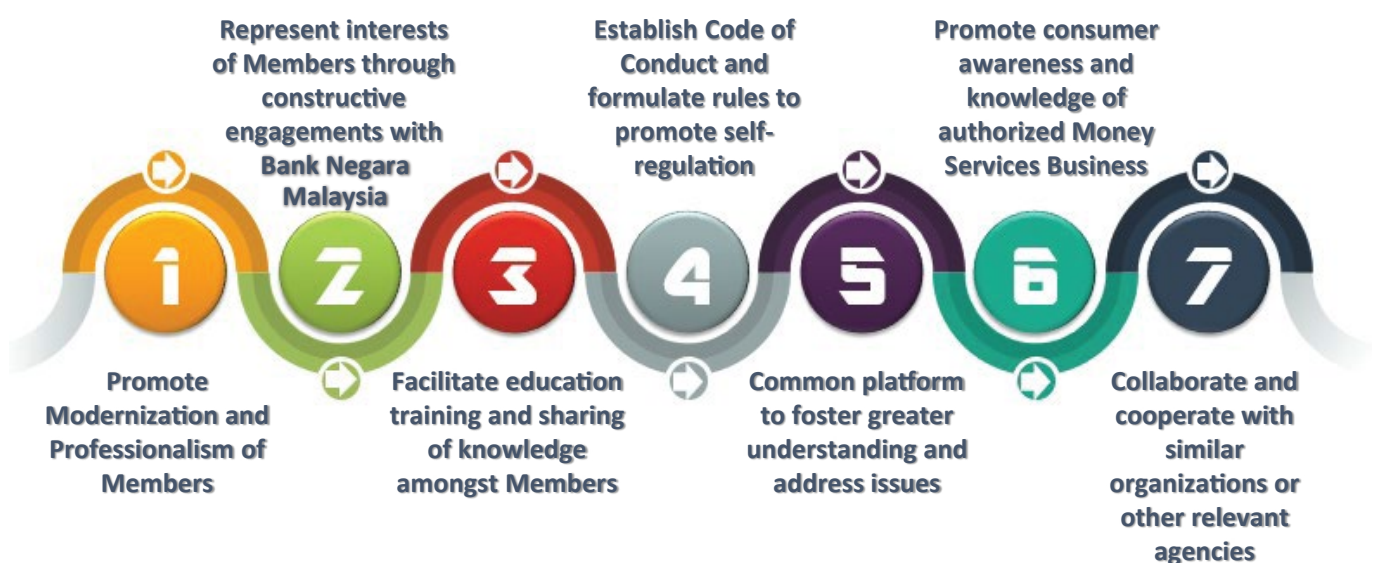 1
Promote
Modernization and
Professionalism of
Members
2
Represent interests
of Members through
constructive
engagements with
Bank Negara
Malaysia
3
Facilitate education
training and sharing
of knowledge
amongst Members
4
Establish Code of
Conduct and
formulate rules to
promote self-
regulation
5
Common platform
to foster greater
understanding and
address issues
6
Promote consumer
awareness and
knowledge of
authorized Money
Services Business
7
Collaborate and
cooperate with
similar
organizations or
other relevant
agencies